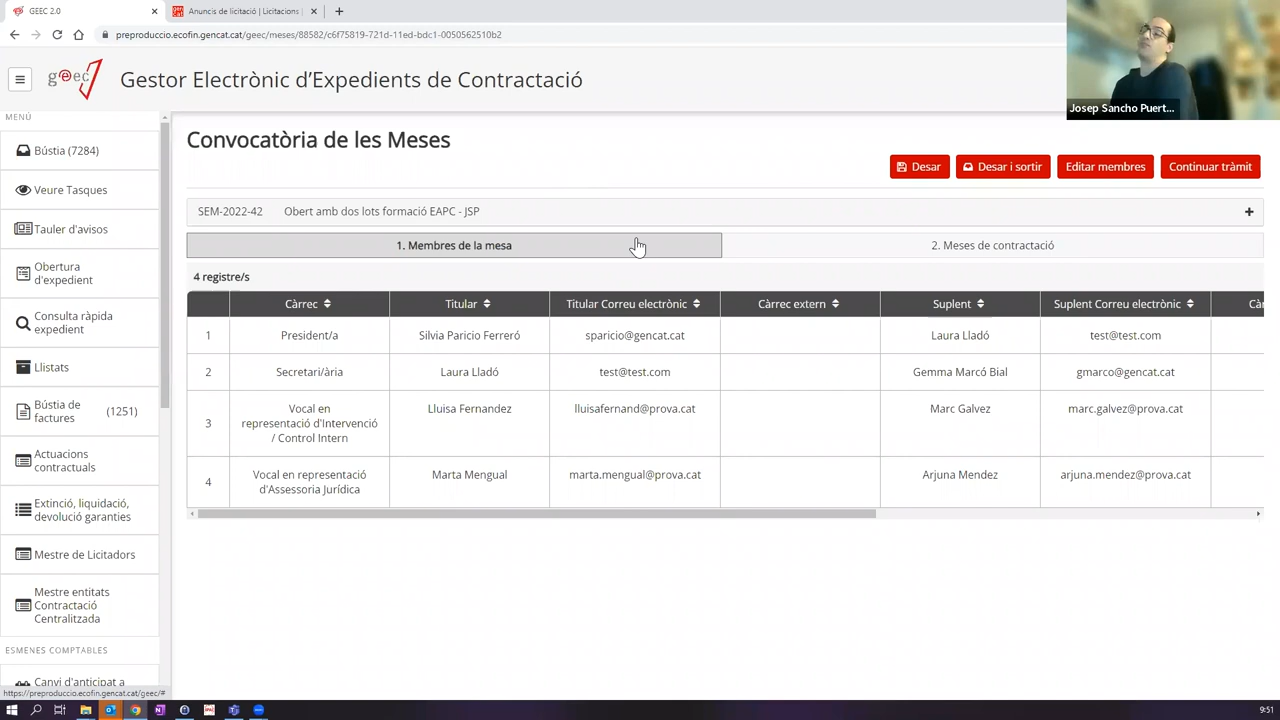 GEEC 2.0
Anuncis de licitació | Licitacions
preproduccio.ecofin.gencat.cat/geec/meses/88582/c6f75819-721d-11ed-bdc1-0050562510b2
geec
Gestor Electrònic d'Expedients de Contractació
Josep Sancho Puert...
MENÚ
Bústia (7284)
Veure Tasques
Tauler d'avisos
Obertura
d'expedient
Consulta ràpida
expedient
Llistats
Bústia de
factures
(1251)
Actuacions
contractuals
Extinció, liquidació,
devolució garanties
Mestre de Licitadors
Mestre entitats
Contractació
Centralitzada
ESMENES COMPTABLES
Canvi d'anticipat a
https://preproduccio.ecofin.gencat.cat/geec/#
Convocatòria de les Meses
Desar
Desar i sortir
Editar membres
Continuar tràmit
SEM-2022-42 Obert amb dos lots formació EAPC - JSP
1. Membres de la mesa
2. Meses de contractació
4 registre/s
Càrrec Titular Titular Correu electrònic Càrrec extern Suplent Suplent Correu electrònic Càr
1 President/a Silvia Paricio Ferreró sparicio@gencat.cat Laura Lladó test@test.com
2 Secretari/ària Laura Lladó test@test.com Gemma Marcó Bial gmarco@gencat.cat
3 Vocal en
representació d'Intervenció
/ Control Intern
Lluisa Fernandez lluisafernand@prova.cat Marc Galvez marc.galvez@prova.cat
4 Vocal en representació
d'Assessoria Jurídica
Marta Mengual marta.mengual@prova.cat Arjuna Mendez arjuna.mendez@prova.cat
9:51